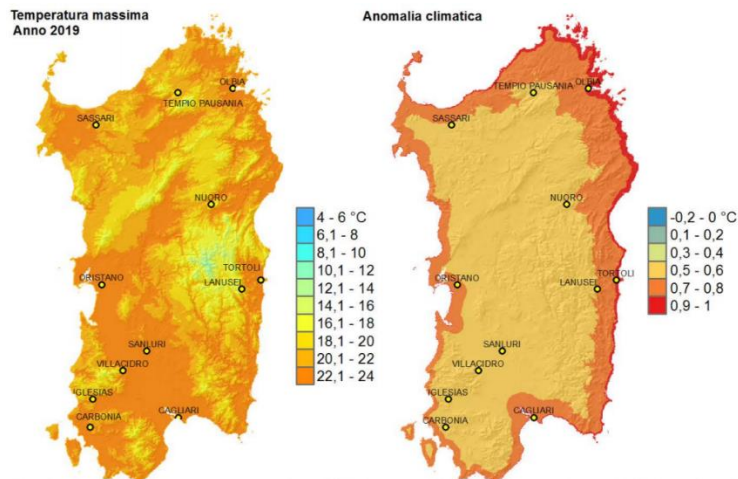 Temperatura massima
Anno 2019
OLBIA
TEMPIO PAUSANIA
SASSARI
NUORO
ORISTANO
TORTOLI
LANUSEI
SANLURI
VILLACIDRO
IGLESIAS
CARBONIA
CAGLIARI
4 - 6 °C
6,1 - 8
8,1 - 10
10,1 - 12
12,1 - 14
14,1 - 16
16,1 - 18
18,1 - 20
20,1 - 22
22,1 - 24
Anomalia climatica
OLBIA
TEMPIO PAUSANIA
SASSARI
NUORO
ORISTANO
TORTOLI
LANUSEI
SANLURI
VILLACIDRO
IGLESIAS
CARBONIA
CAGLIARI
-0,2 - 0 °C
0,1 - 0,2
0,3 - 0,4
0,5 - 0,6
0,7 - 0,8
0,9 - 1